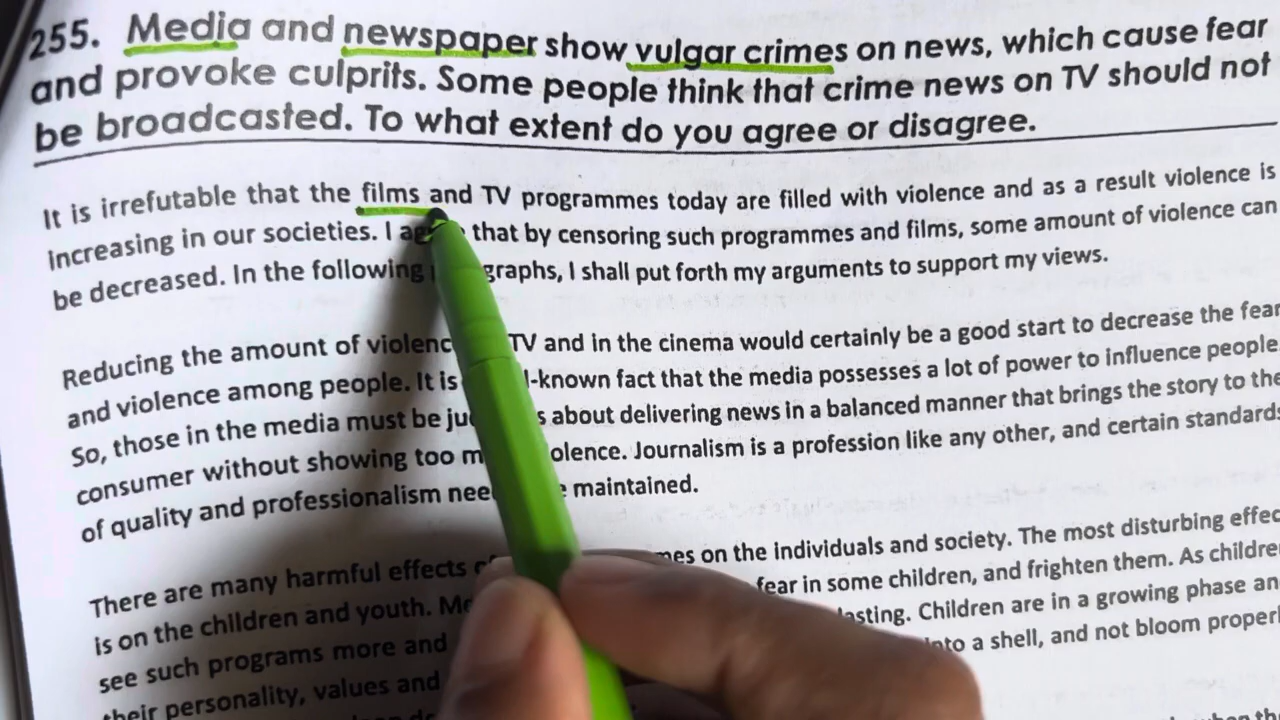 255. Media and newspaper show vulgar crimes on news, which cause fear
and provoke culprits. Some people think that crime news on TV should not
be broadcasted. To what extent do you agree or disagree.
It is irrefutable that the films and TV programmes today are filled with violence and as a result violence is
increasing in our societies. I that by censoring such programmes and films, some amount of violence can
be decreased. In the following graphs, I shall put forth my arguments to support my views.
Reducing the amount of violenc TV and in the cinema would certainly be a good start to decrease the fear
and violence among people. It is -known fact that the media possesses a lot of power to influence people
So, those in the media must be ju s about delivering news in a balanced manner that brings the story to the
consumer without showing too m olence. Journalism is a profession like any other, and certain standards
of quality and professionalism nee maintained.
There are many harmful effects mes on the individuals and society. The most disturbing effec
is on the children and youth. fear in some children, and frighten them. As childre
see such programs more and lasting. Children are in a growing phase an
their personality, values and into a shell, and not bloom proper